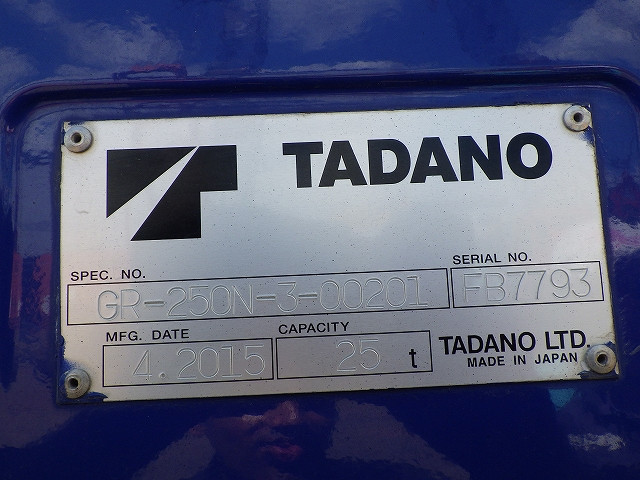 TADANO
SPEC. NO.
GR-250N-3-00201
SERIAL NO.
FB7793
MFG. DATE
4.2015
CAPACITY
25 t
TADANO LTD.
MADE IN JAPAN